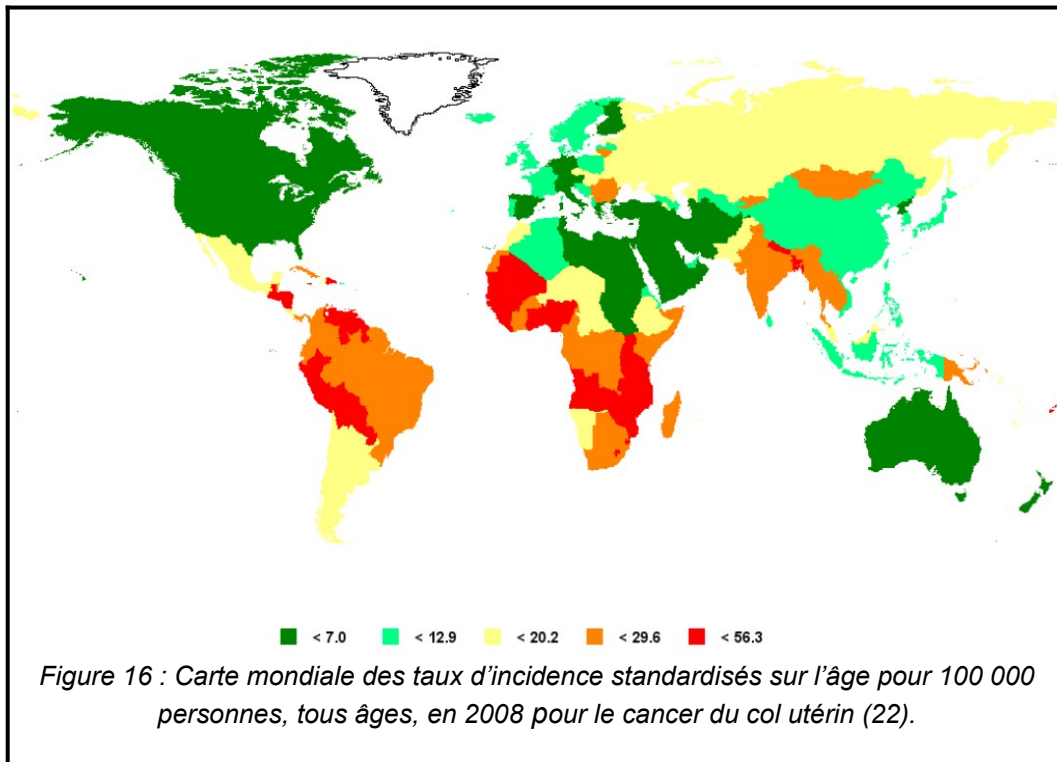 < 7.0 < 12.9 < 20.2 < 29.6 < 56.3
Figure 16 : Carte mondiale des taux d’incidence standardisés sur l’âge pour 100 000
personnes, tous âges, en 2008 pour le cancer du col utérin (22).